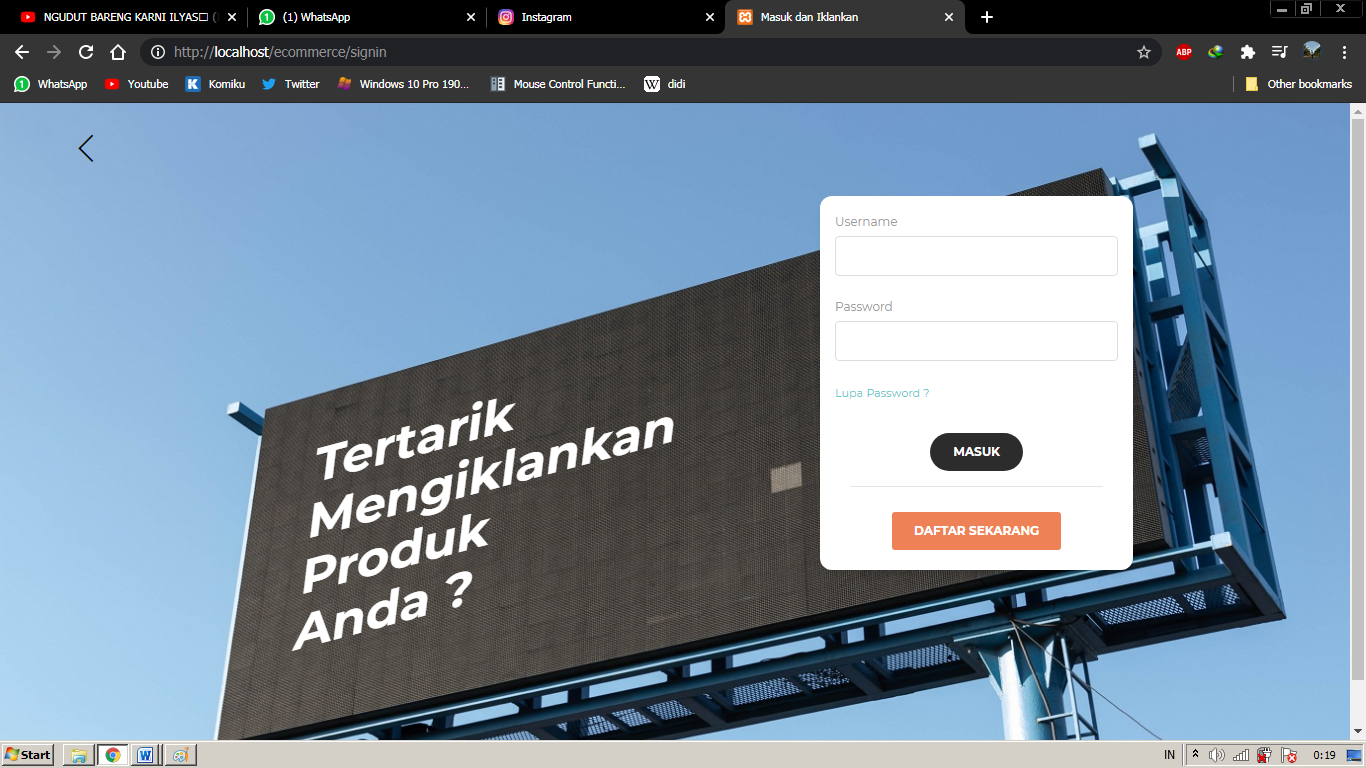 NGUDUT BARENG KARNI ILYAS
(1) WhatsApp
Instagram
Masuk dan Iklankan
http://localhost/ecommerce/signin
ABP
WhatsApp
Youtube
Komiku
Twitter
Windows 10 Pro 190...
Mouse Control Functi...
didi
Other bookmarks
Username
Password
Lupa Password ?
MASUK
DAFTAR SEKARANG
Tertarik
Mengiklankan
Produk
Anda ?
Start
IN
0:19